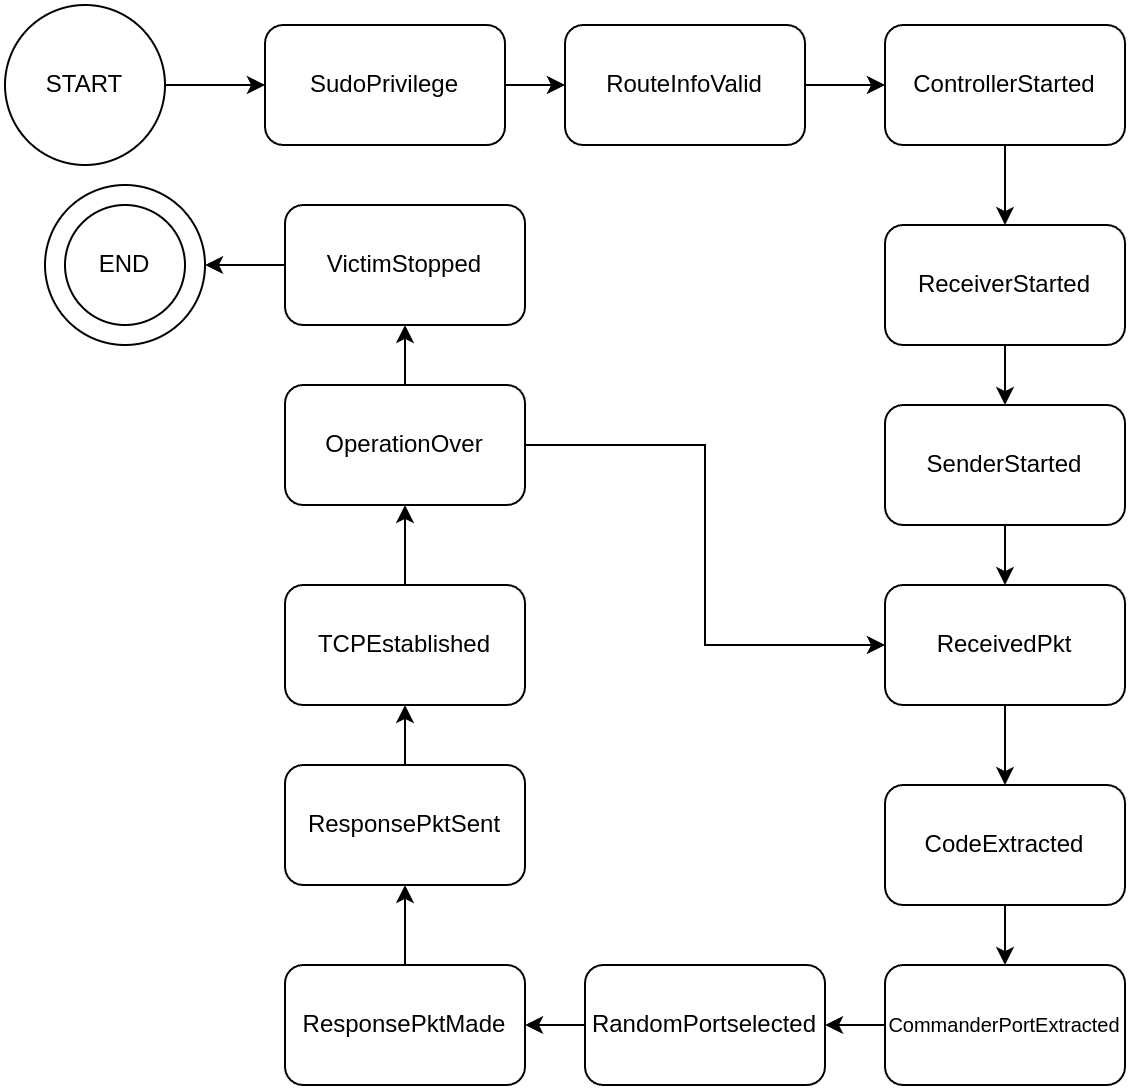 START
SudoPrivilege
RouteInfoValid
ControllerStarted
END
VictimStopped
ReceiverStarted
OperationOver
SenderStarted
TCPEstablished
ReceivedPkt
ResponsePktSent
CodeExtracted
ResponsePktMade
RandomPortselected
CommanderPortExtracted